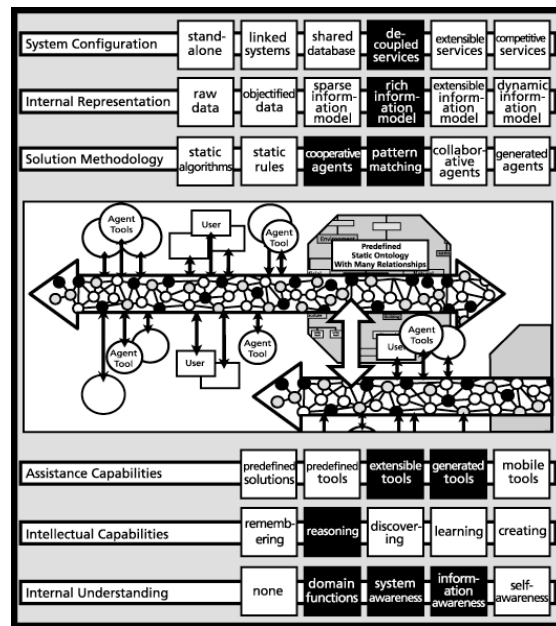 System Configuration
stand-
alone
linked
systems
shared
database
de-
coupled
services
extensible
services
competitive
services
Internal Representation
raw
data
objectified
data
sparse
inform-
ation
model
rich
inform-
ation
model
extensible
inform-
ation
model
dynamic
inform-
ation
model
Solution Methodology
static
algorithms
static
rules
cooperative
agents
pattern
matching
collabor-
ative
agents
generated
agents
Agent
Tools
User
Agent
Tool
Predefined
Static Ontology
With Many Relationships
Agent
Tool
User
Agent
Tool
User
Agent
Tools
Assistance Capabilities
predefined
solutions
predefined
tools
extensible
tools
generated
tools
mobile
tools
Intellectual Capabilities
rememb-
ering
reasoning
discover-
ing
learning
creating
Internal Understanding
none
domain
functions
system
awareness
inform-
ation
awareness
self-
awareness